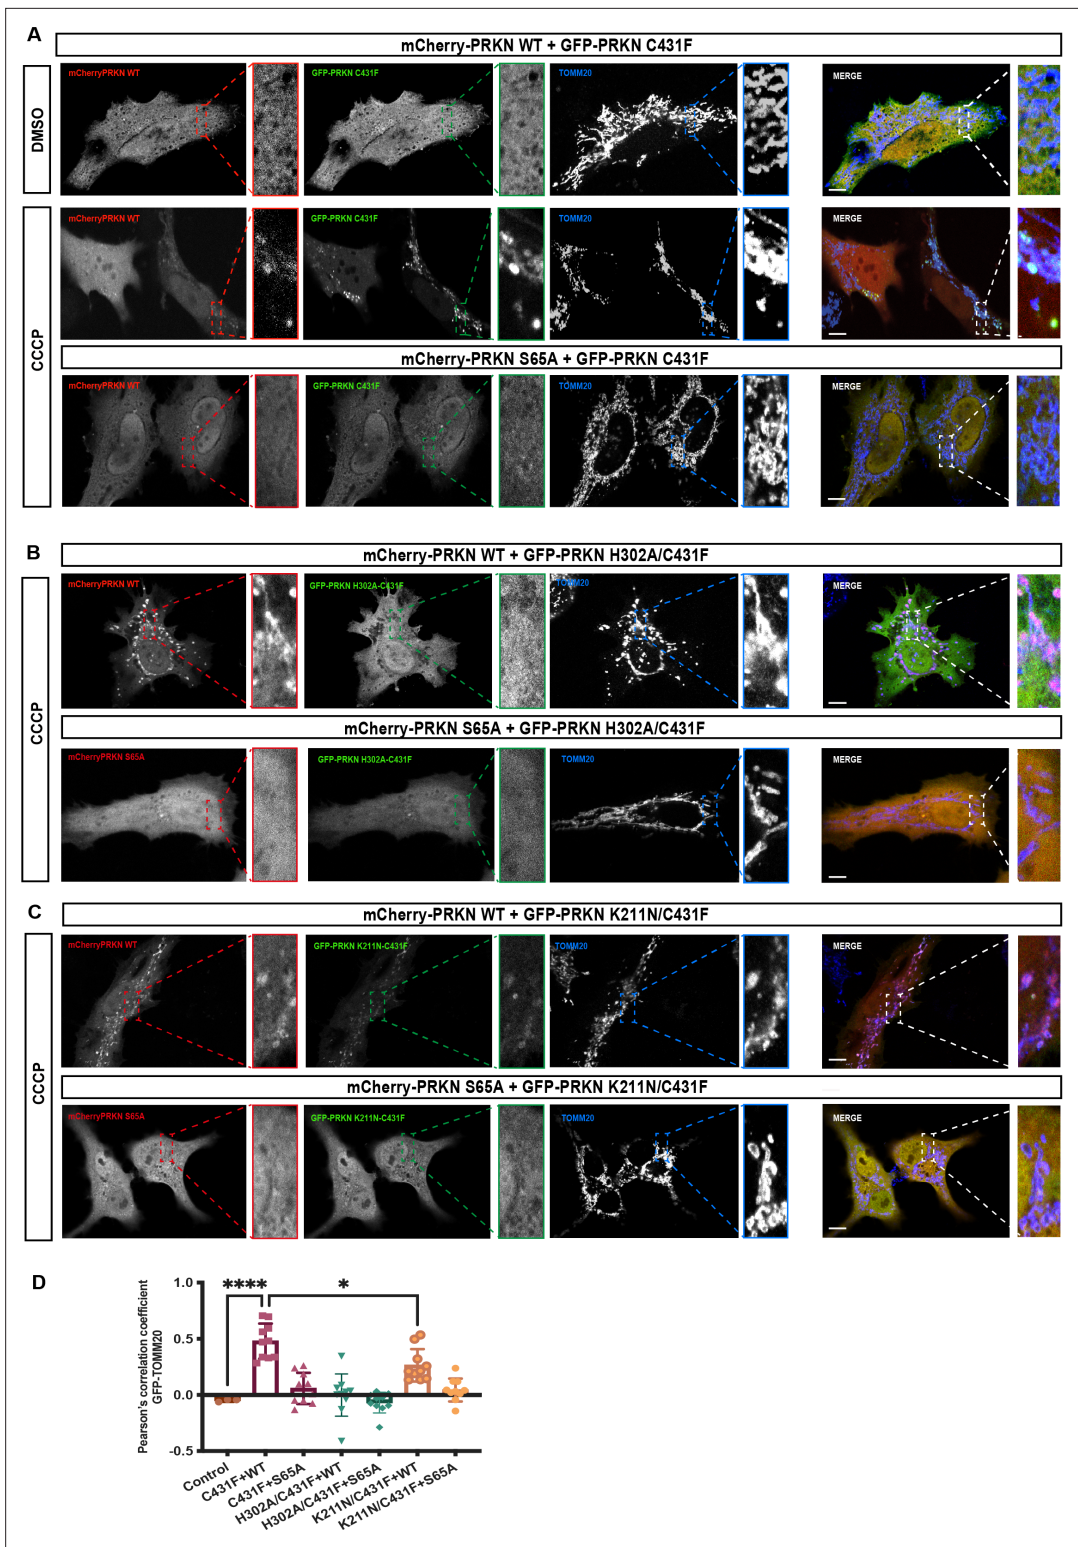 A
mCherry-PRKN WT + GFP-PRKN C431F
DMSO
mCherryPRKN WT
GFP-PRKN C431F
TOMM20
MERGE
CCCP
mCherryPRKN WT
GFP-PRKN C431F
TOMM20
MERGE
mCherry-PRKN S65A + GFP-PRKN C431F
mCherryPRKN WT
GFP-PRKN C431F
TOMM20
MERGE
B
mCherry-PRKN WT + GFP-PRKN H302A/C431F
CCCP
mCherryPRKN WT
GFP-PRKN H302A-C431F
TOMM20
MERGE
mCherry-PRKN S65A + GFP-PRKN H302A/C431F
mCherryPRKN S65A
GFP-PRKN H302A-C431F
TOMM20
MERGE
C
mCherry-PRKN WT + GFP-PRKN K211N/C431F
CCCP
mCherryPRKN WT
GFP-PRKN K211N-C431F
TOMM20
MERGE
mCherry-PRKN S65A + GFP-PRKN K211N/C431F
mCherryPRKN S65A
GFP-PRKN K211N-C431F
TOMM20
MERGE
D
Pearson's correlation coefficient
GFP-TOMM20
1.0
0.5
0.0
-0.5
****
*
Control
C431F+WT
C431F+S65A
H302A/C431F+WT
H302A/C431F+S65A
K211N/C431F+WT
K211N/C431F+S65A